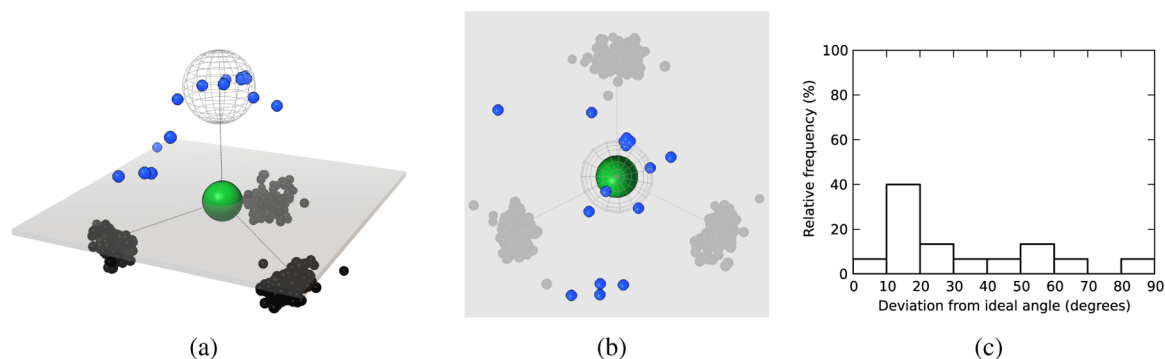 100
80
60
40
20
0
Relative frequency (%)
0 10 20 30 40 50 60 70 80 90
Deviation from ideal angle (degrees)
(a) (b) (c)